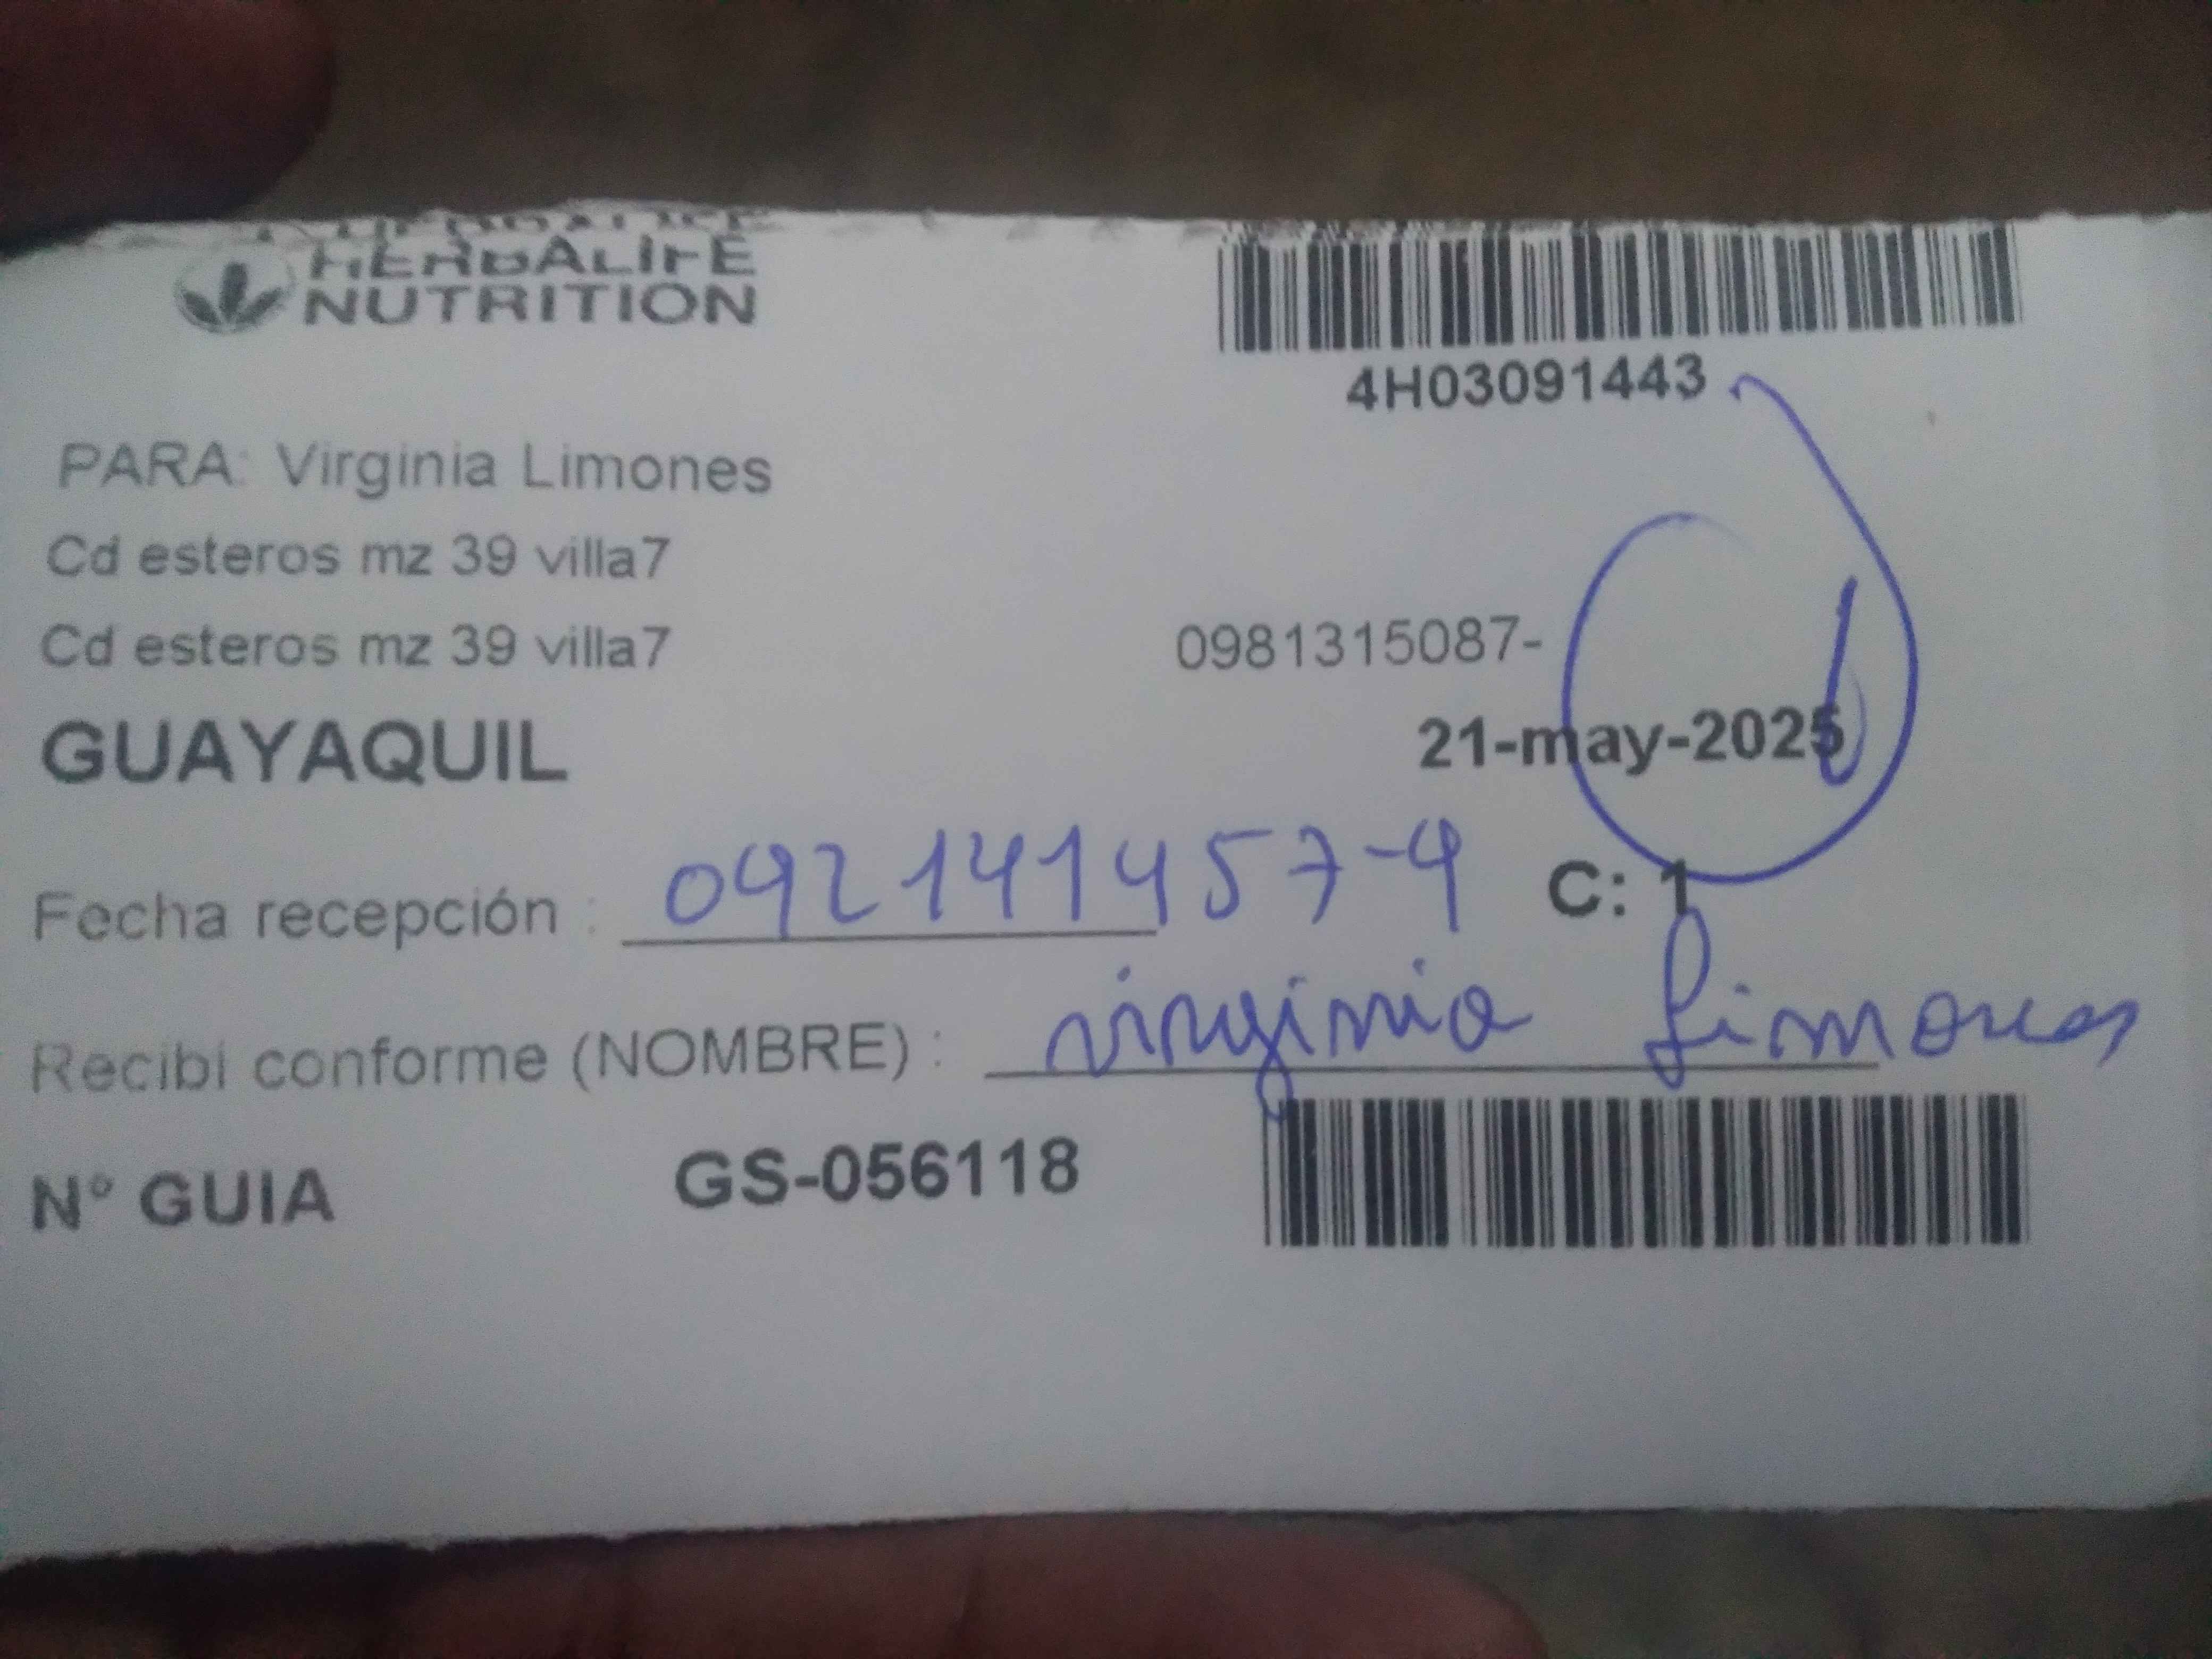 HERBALIFE
NUTRITION
4H03091443
PARA: Virginia Limones
Cd esteros mz 39 villa7
Cd esteros mz 39 villa7
0981315087-
GUAYAQUIL
21-may-2025
Fecha recepción : 092141457-4
C: 1
Recibi conforme (NOMBRE) : virginia Limones
N° GUIA GS-056118